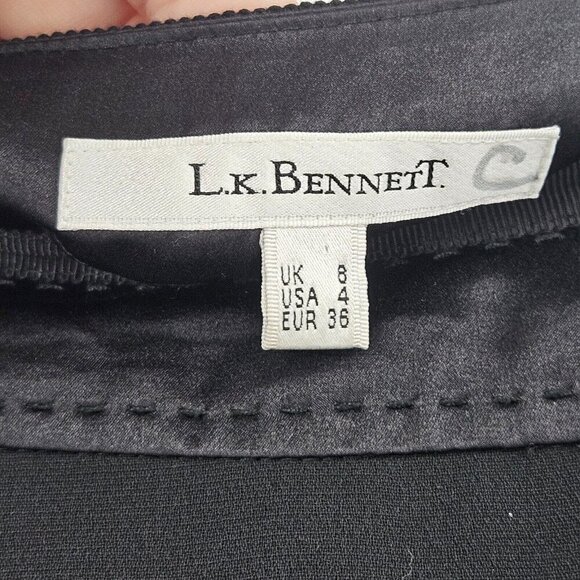 L.K.BENNETT. C
UK 8
USA 4
EUR 36